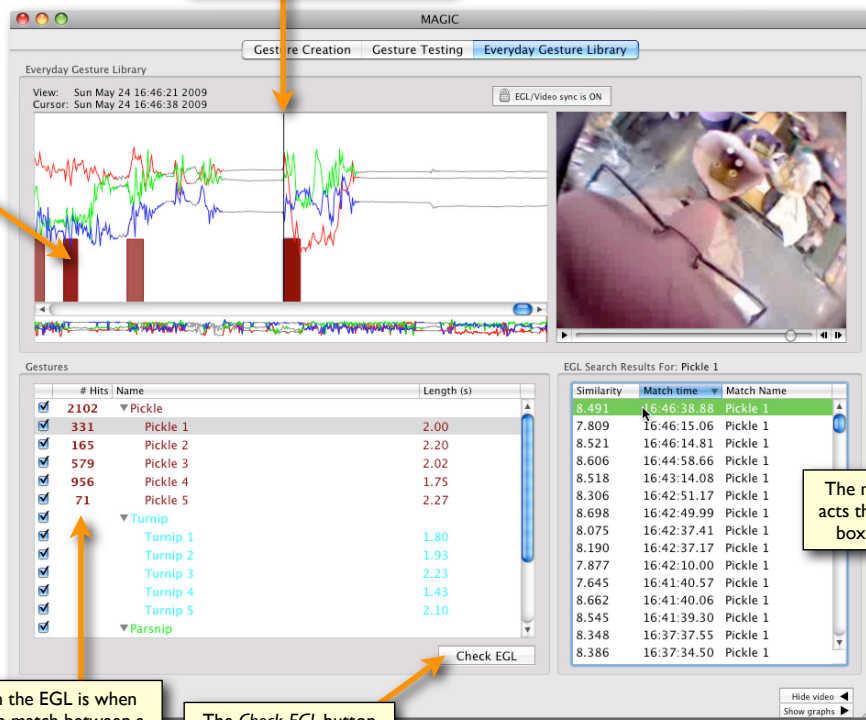 MAGIC
Gesture Creation Gesture Testing Everyday Gesture Library
Everyday Gesture Library
View: Sun May 24 16:46:21 2009
Cursor: Sun May 24 16:46:38 2009
EGL/Video sync is ON
Gestures
# Hits Name Length (s)
2102 Pickle
331 Pickle 1 2.00
165 Pickle 2 2.20
579 Pickle 3 2.02
956 Pickle 4 1.75
71 Pickle 5 2.27
Turnip
Turnip 1 1.80
Turnip 2 1.93
Turnip 3 2.23
Turnip 4 1.43
Turnip 5 2.10
Parsnip
Check EGL
EGL Search Results For: Pickle 1
Similarity Match time Match Name
8.491 16:46:38.88 Pickle 1
7.809 16:46:15.06 Pickle 1
8.521 16:46:14.81 Pickle 1
8.606 16:44:58.66 Pickle 1
8.518 16:43:14.08 Pickle 1
8.306 16:42:51.17 Pickle 1
8.698 16:42:49.99 Pickle 1
8.075 16:42:37.41 Pickle 1
8.190 16:42:37.17 Pickle 1
7.877 16:42:10.00 Pickle 1
7.645 16:41:40.57 Pickle 1
8.662 16:41:40.06 Pickle 1
8.545 16:41:39.30 Pickle 1
8.348 16:37:37.55 Pickle 1
8.386 16:37:34.50 Pickle 1
The
acts
box
Hide video
Show graphs
the EGL is when
match between a
The Check EGL button